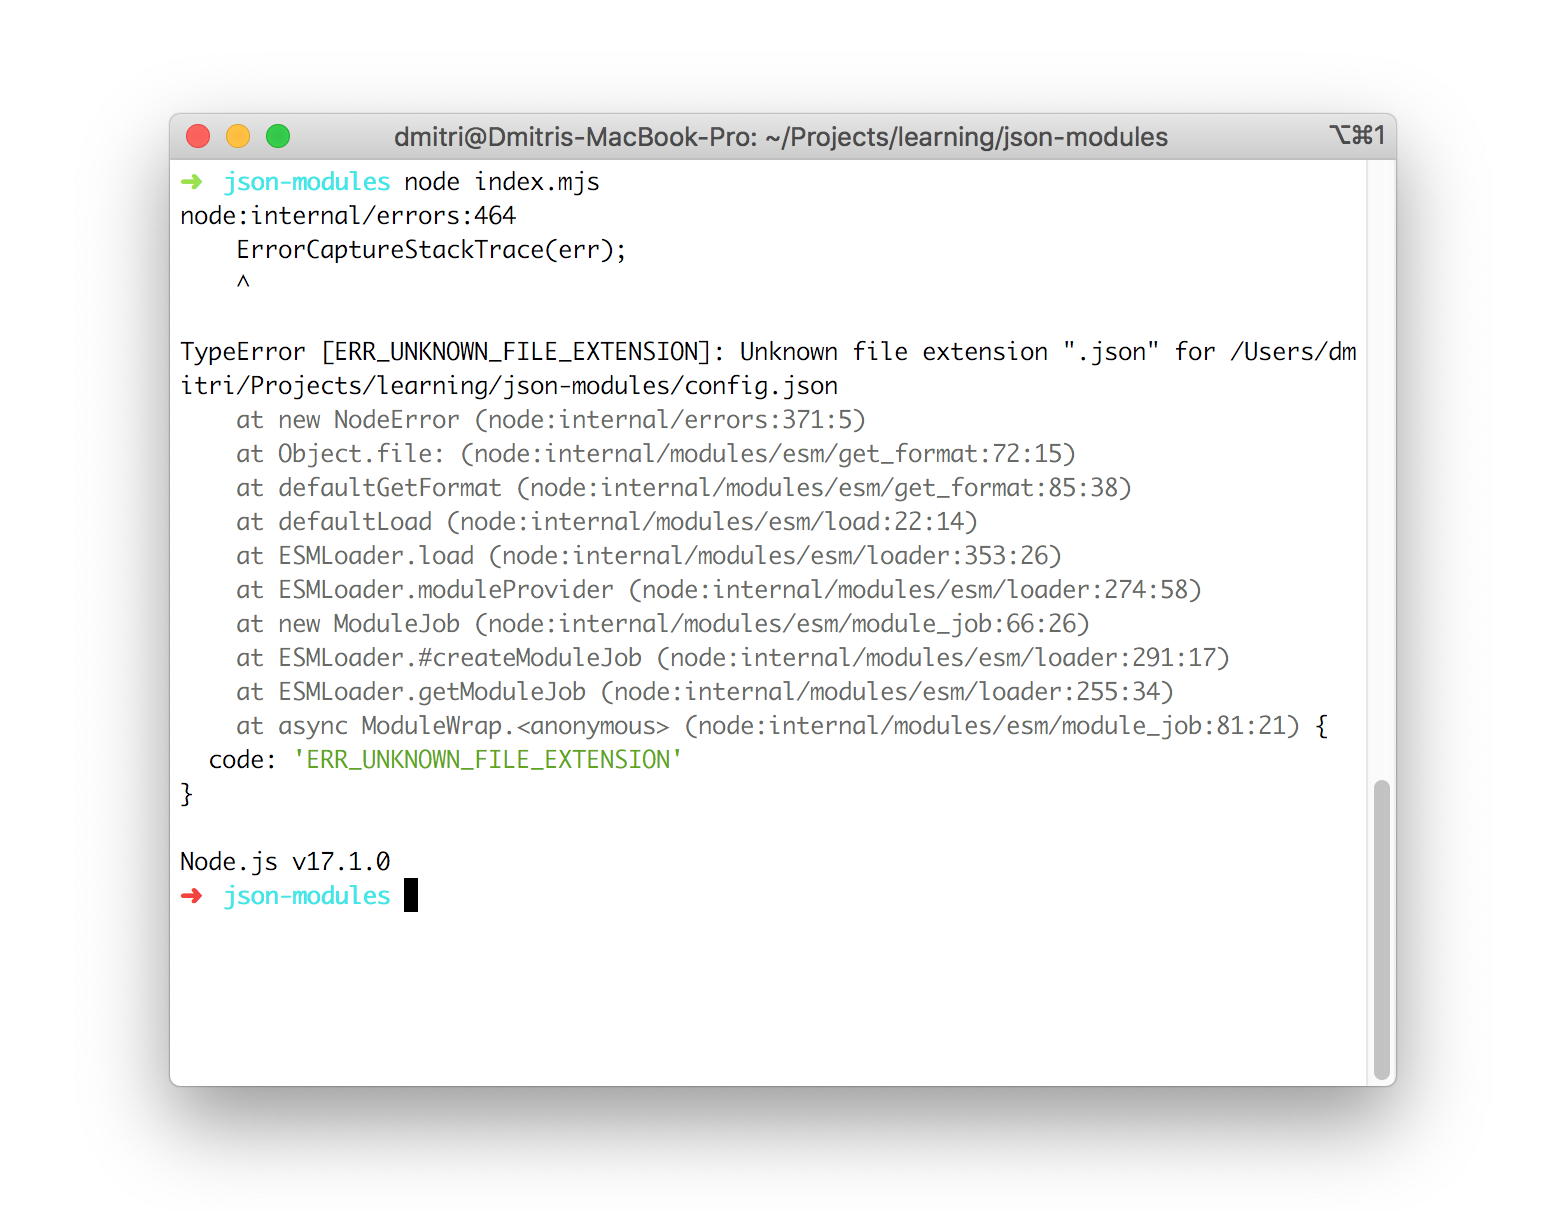 dmitri@Dmitris-MacBook-Pro: ~/Projects/learning/json-modules ⌥⌘1
➜ json-modules node index.mjs
node:internal/errors:464
    ErrorCaptureStackTrace(err);
    ^
TypeError [ERR_UNKNOWN_FILE_EXTENSION]: Unknown file extension ".json" for /Users/dm
itri/Projects/learning/json-modules/config.json
    at new NodeError (node:internal/errors:371:5)
    at Object.file: (node:internal/modules/esm/get_format:72:15)
    at defaultGetFormat (node:internal/modules/esm/get_format:85:38)
    at defaultLoad (node:internal/modules/esm/load:22:14)
    at ESMLoader.load (node:internal/modules/esm/loader:353:26)
    at ESMLoader.moduleProvider (node:internal/modules/esm/loader:274:58)
    at new ModuleJob (node:internal/modules/esm/module_job:66:26)
    at ESMLoader.#createModuleJob (node:internal/modules/esm/loader:291:17)
    at ESMLoader.getModuleJob (node:internal/modules/esm/loader:255:34)
    at async ModuleWrap.<anonymous> (node:internal/modules/esm/module_job:81:21) {
  code: 'ERR_UNKNOWN_FILE_EXTENSION'
}
Node.js v17.1.0
➜ json-modules